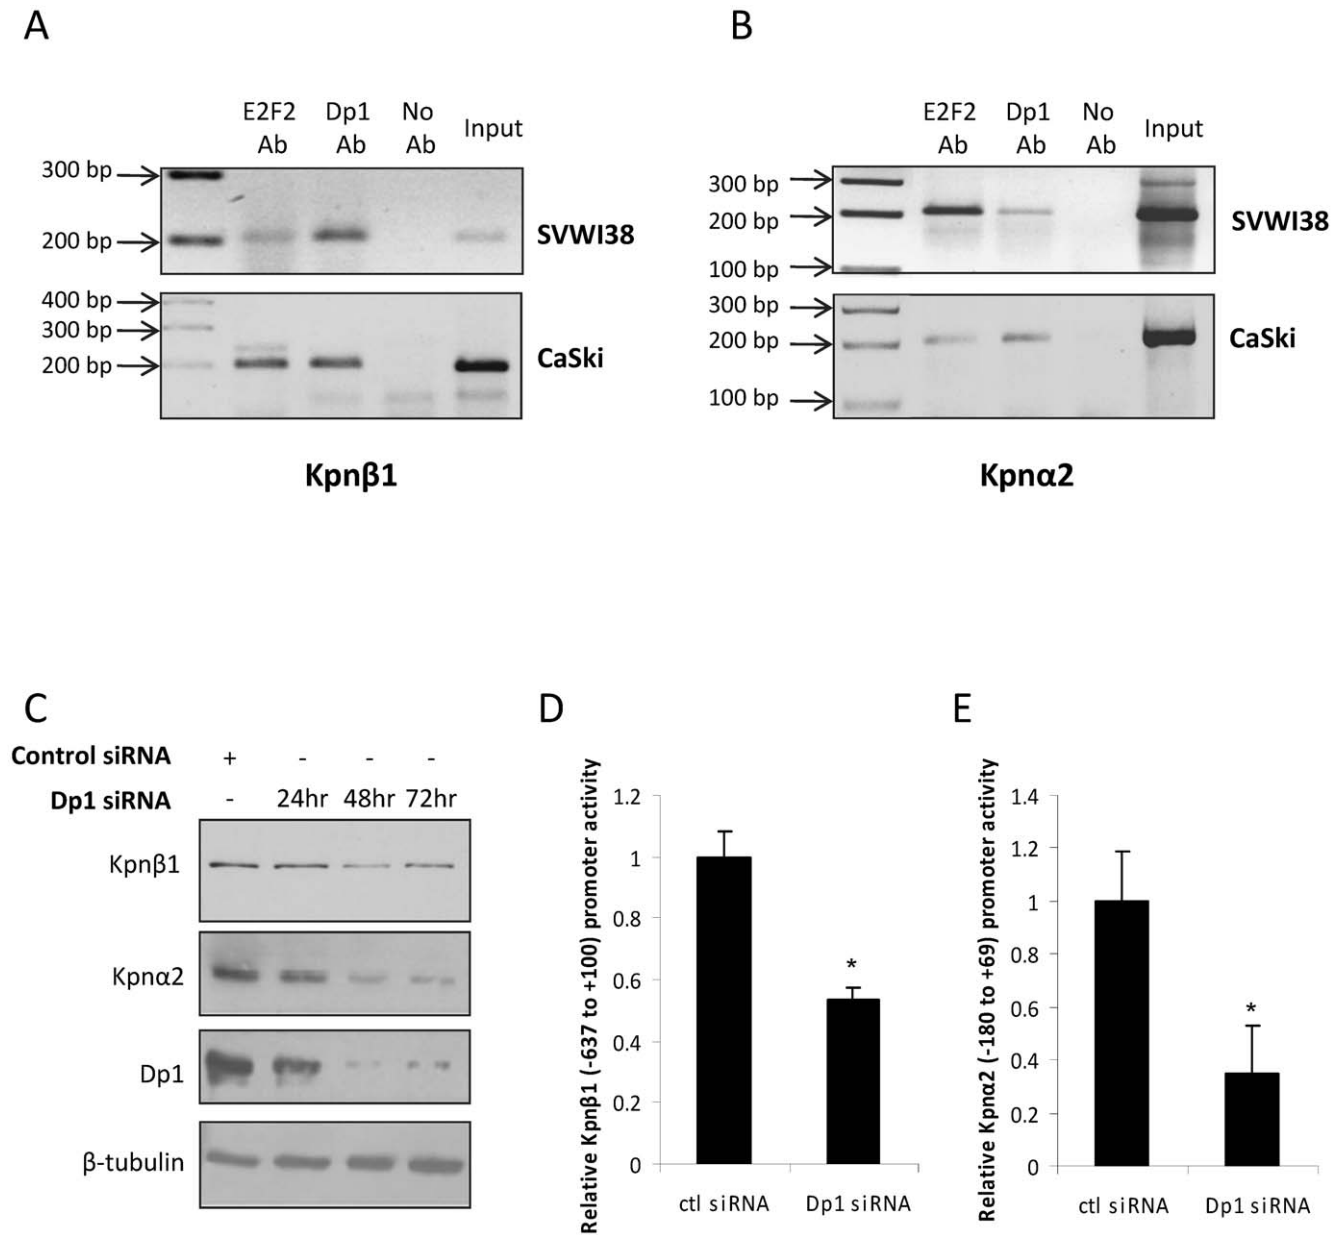 A
E2F2 Dp1 No
Ab Ab Ab Input
300 bp
200 bp
SVWI38
400 bp
300 bp
200 bp
CaSki
Kpnβ1
B
E2F2 Dp1 No
Ab Ab Ab Input
300 bp
200 bp
100 bp
SVWI38
300 bp
200 bp
100 bp
CaSki
Kpnα2
C
Control siRNA + - - -
Dp1 siRNA - 24hr 48hr 72hr
Kpnβ1
Kpnα2
Dp1
β-tubulin
D
Relative Kpnβ1 (-637 to +100) promoter activity
1.2
1
0.8
0.6
0.4
0.2
0
*
ctl siRNA Dp1 siRNA
E
Relative Kpnα2 (-180 to +69) promoter activity
1.4
1.2
1
0.8
0.6
0.4
0.2
0
*
ctl siRNA Dp1 siRNA